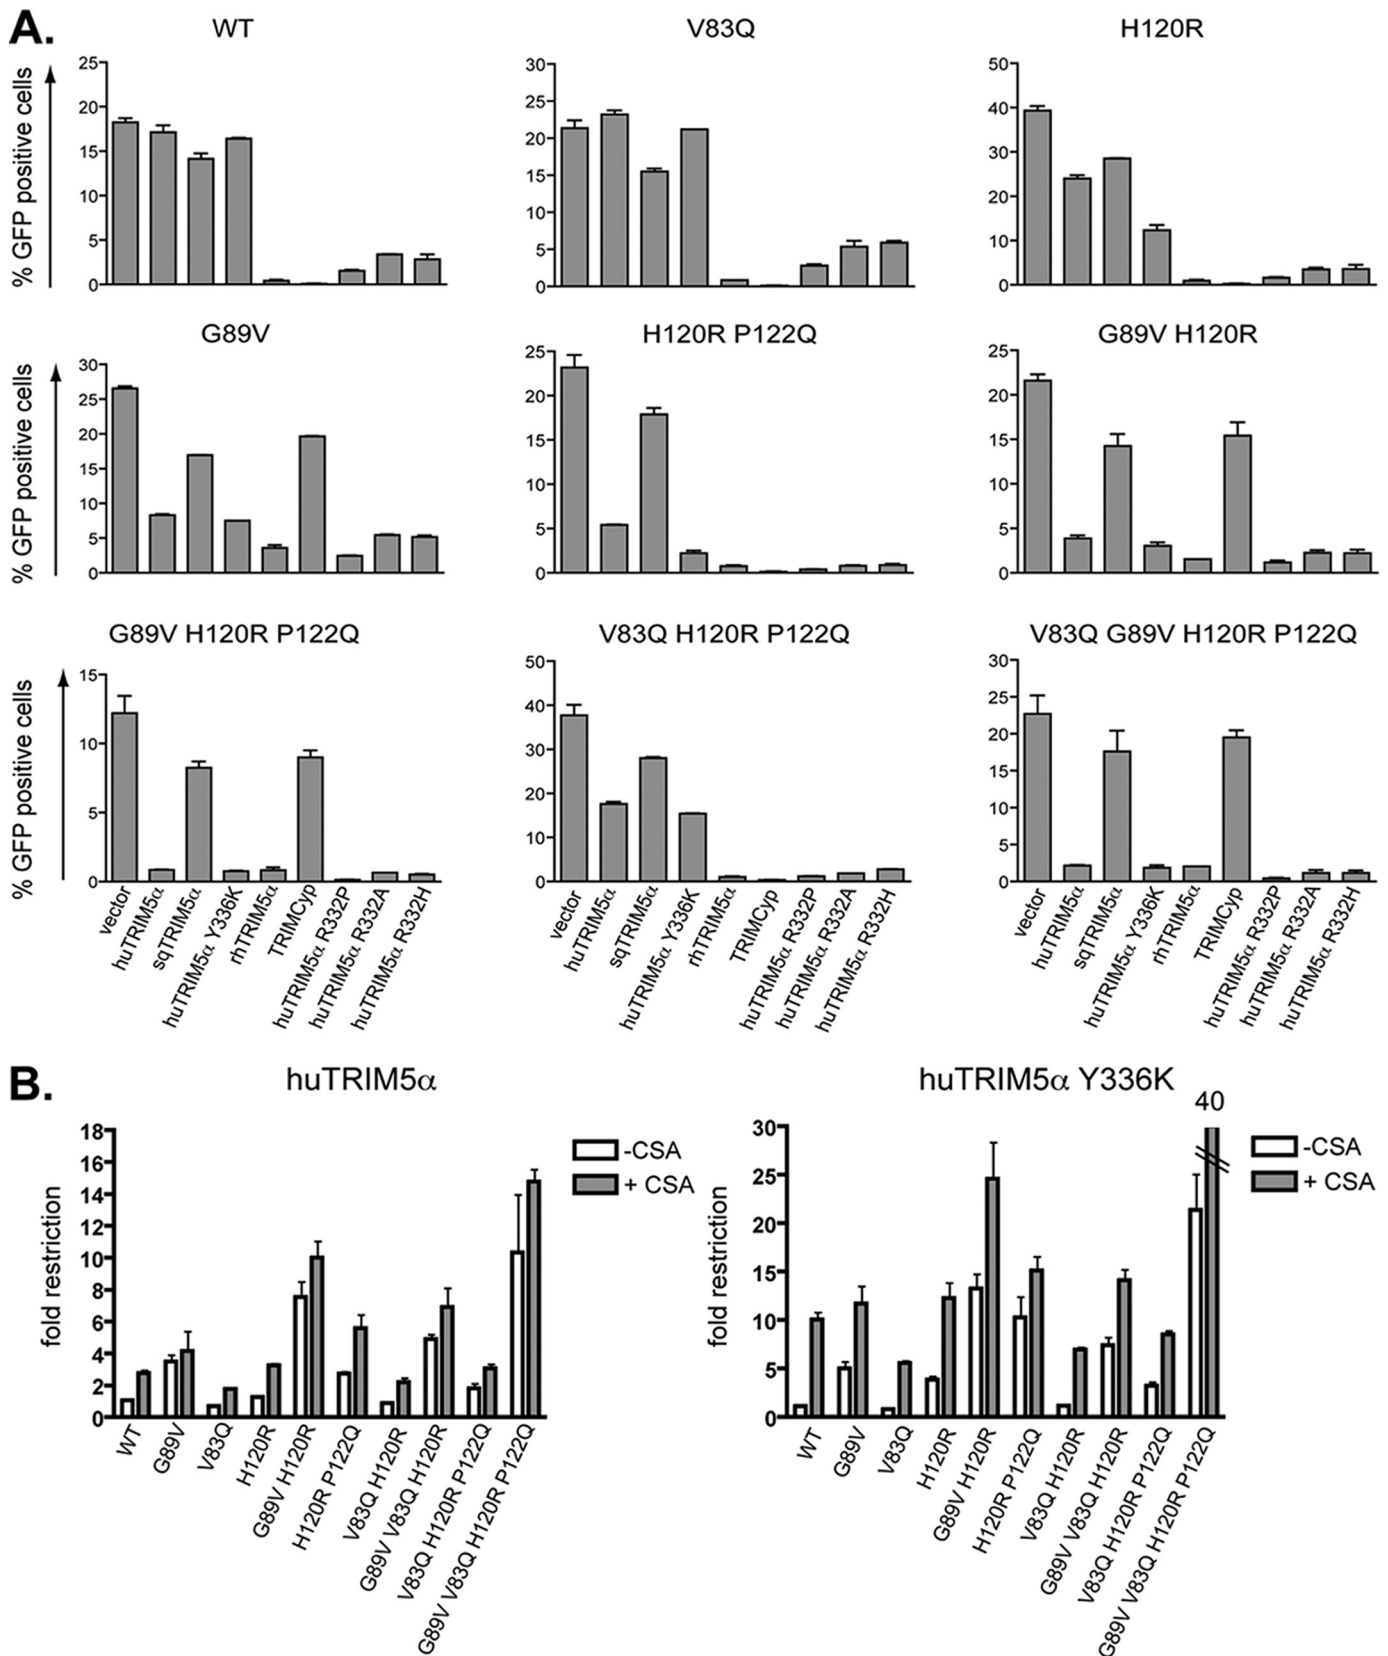 A.
WT
V83Q
H120R
% GFP positive cells
25
20
15
10
5
0
30
25
20
15
10
5
0
50
40
30
20
10
0
G89V
H120R P122Q
G89V H120R
% GFP positive cells
30
25
20
15
10
5
0
25
20
15
10
5
0
25
20
15
10
5
0
G89V H120R P122Q
V83Q H120R P122Q
V83Q G89V H120R P122Q
% GFP positive cells
15
10
5
0
50
40
30
20
10
0
30
25
20
15
10
5
0
vector
huTRIM5α
sqTRIM5α
huTRIM5α Y336K
rhTRIM5α
TRIMCyp
huTRIM5α R332P
huTRIM5α R332A
huTRIM5α R332H
vector
huTRIM5α
sqTRIM5α
huTRIM5α Y336K
rhTRIM5α
TRIMCyp
huTRIM5α R332P
huTRIM5α R332A
huTRIM5α R332H
vector
huTRIM5α
sqTRIM5α
huTRIM5α Y336K
rhTRIM5α
TRIMCyp
huTRIM5α R332P
huTRIM5α R332A
huTRIM5α R332H
B.
huTRIM5α
fold restriction
18
16
14
12
10
8
6
4
2
0
-CSA
+ CSA
WT
G89V
V83Q
H120R
G89V H120R
H120R P122Q
V83Q H120R
G89V V83Q H120R
V83Q H120R P122Q
G89V V83Q H120R P122Q
huTRIM5α Y336K
40
fold restriction
30
25
20
15
10
5
0
-CSA
+ CSA
WT
G89V
V83Q
H120R
G89V H120R
H120R P122Q
V83Q H120R
G89V V83Q H120R
V83Q H120R P122Q
G89V V83Q H120R P122Q